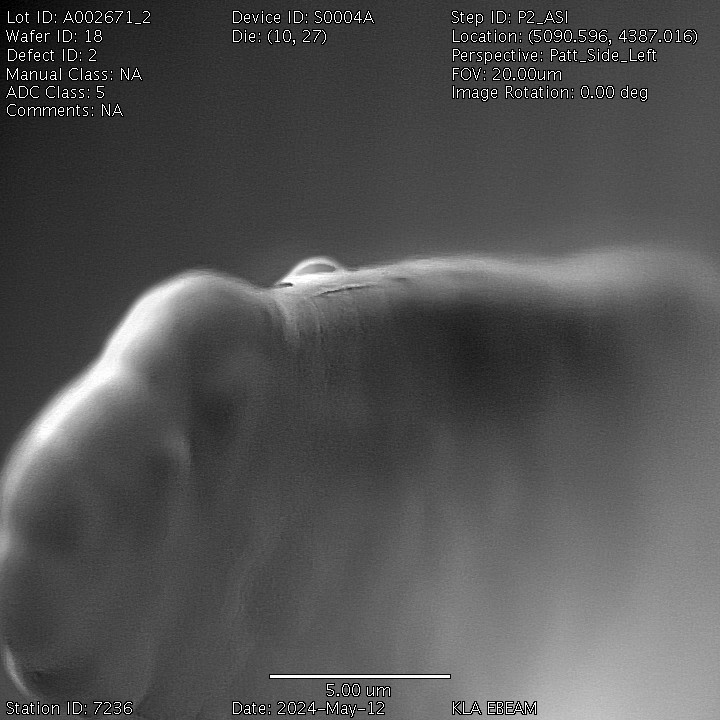 Lot ID: A002671_2
Wafer ID: 18
Defect ID: 2
Manual Class: NA
ADC Class: 5
Comments: NA
Device ID: S0004A
Die: (10, 27)
Step ID: P2_ASI
Location: (5090.596, 4387.016)
Perspective: Patt_Side_Left
FOV: 20.00um
Image Rotation: 0.00 deg
5.00 um
Station ID: 7236
Date: 2024-May-12
KLA EBEAM